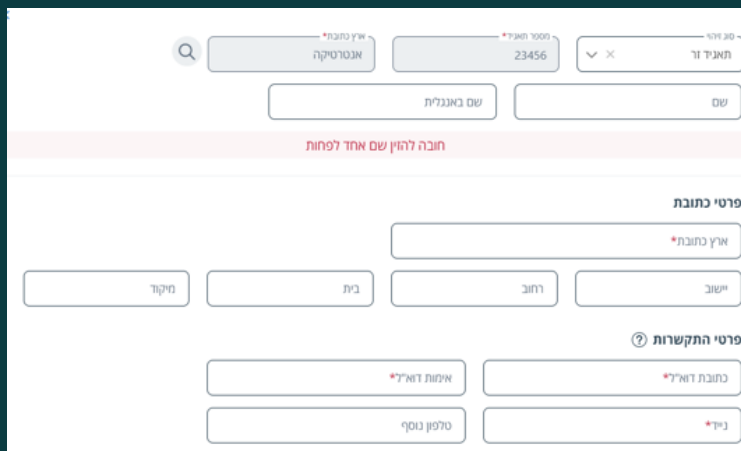 סוג זיהוי מספר תאגיד* ארץ כתובת*
תאגיד זר 23456 אנטרטיקה
שם שם באנגלית
חובה להזין שם אחד לפחות
פרטי כתובת
ארץ כתובת*
יישוב רחוב בית מיקוד
פרטי התקשרות ?
כתובת דוא"ל* אימות דוא"ל*
נייד* טלפון נוסף